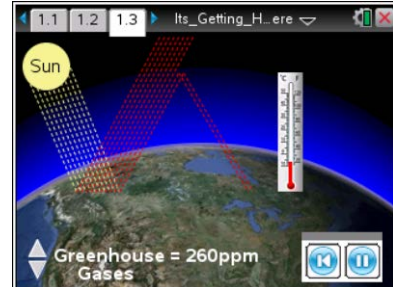 1.1 1.2 1.3 Its_Getting_H...ere
Sun
°C °F
Greenhouse = 260ppm
Gases